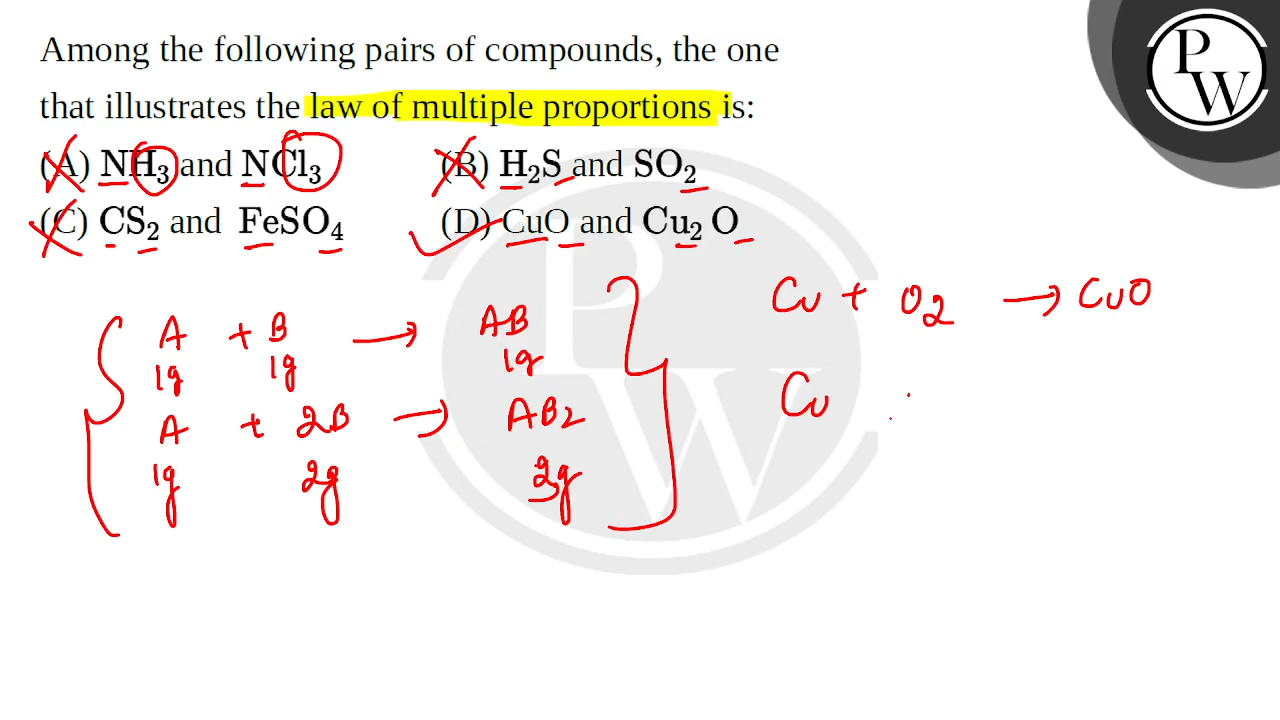 Among the following pairs of compounds, the one
that illustrates the law of multiple proportions is:
(A) NH₃ and NCl₃ (B) H₂S and SO₂
(C) CS₂ and FeSO₄ (D) CuO and Cu₂ O
A + B → AB
1g 1g 1g
A + 2B → AB2
1g 2g 2g
Cu + O2 → CuO
Cu
PW
PW